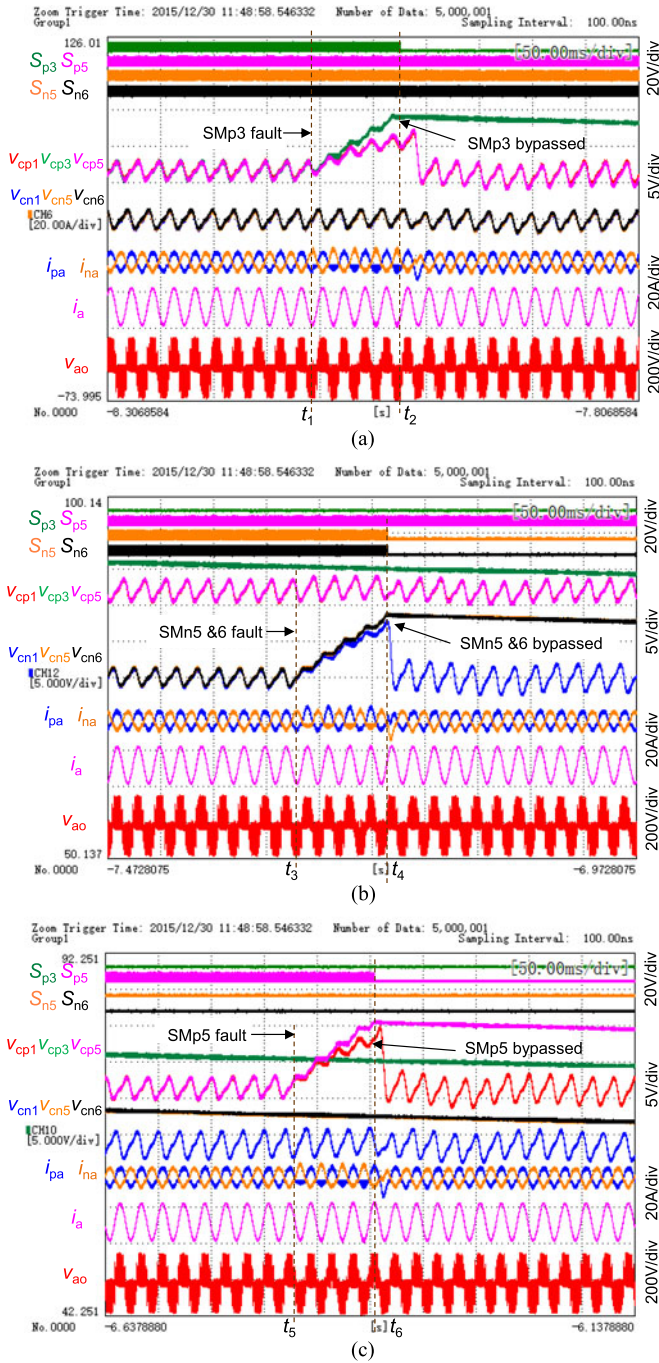 Zoom Trigger Time: 2015/12/30 11:48:58.546332 Number of Data: 5,000,001
Group1 Sampling Interval: 100.00ns
126.01 [50.00ms/div]
Sp3 Sp5
Sn5 Sn6
20V/div
SMp3 fault
SMp3 bypassed
vcp1 vcp3 vcp5
5V/div
vcn1 vcn5 vcn6
CH6
[20.00A/div]
ipa ina
20A/div
ia
vao
200V/div
-73.995
No.0000 -8.3068584 t1 [s] t2 -7.8068584
(a)
Zoom Trigger Time: 2015/12/30 11:48:58.546332 Number of Data: 5,000,001
Group1 Sampling Interval: 100.00ns
100.14 [50.00ms/div]
Sp3 Sp5
Sn5 Sn6
20V/div
vcp1 vcp3 vcp5
SMn5 &6 fault
SMn5 &6 bypassed
5V/div
vcn1 vcn5 vcn6
CH12
[5.000V/div]
ipa ina
20A/div
ia
vao
200V/div
50.137
No.0000 -7.4728075 t3 [s] t4 -6.9728075
(b)
Zoom Trigger Time: 2015/12/30 11:48:58.546332 Number of Data: 5,000,001
Group1 Sampling Interval: 100.00ns
92.251 [50.00ms/div]
Sp3 Sp5
Sn5 Sn6
20V/div
SMp5 fault
SMp5 bypassed
vcp1 vcp3 vcp5
5V/div
vcn1 vcn5 vcn6
CH10
[5.000V/div]
ipa ina
20A/div
ia
vao
200V/div
42.251
No.0000 -6.6378880 t5 [s] t6 -6.1378880
(c)